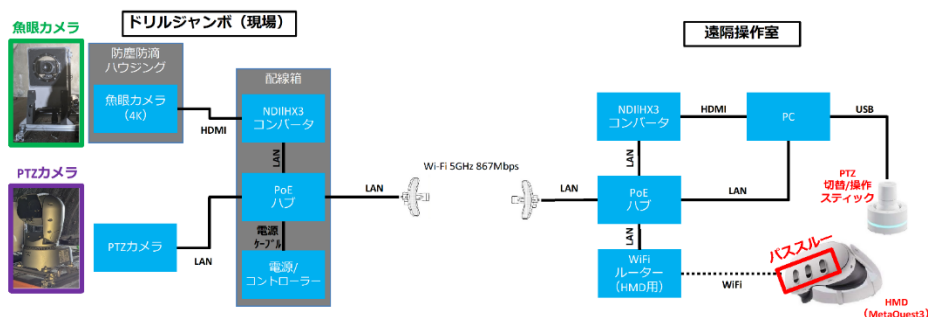 魚眼カメラ
ドリルジャンボ（現場）
防塵防滴
ハウジング
魚眼カメラ
（4K）
HDMI
配線箱
NDI|HX3
コンバータ
LAN
PoE
ハブ
LAN
電源
ケーブル
電源/
コントローラー
PTZカメラ
PTZカメラ
LAN
Wi-Fi 5GHz 867Mbps
遠隔操作室
NDI|HX3
コンバータ
HDMI
PC
USB
LAN
LAN
PoE
ハブ
LAN
PTZ
切替/操作
スティック
LAN
WiFi
ルーター
（HMD用）
WiFi
パススルー
HMD
（MetaQuest3）